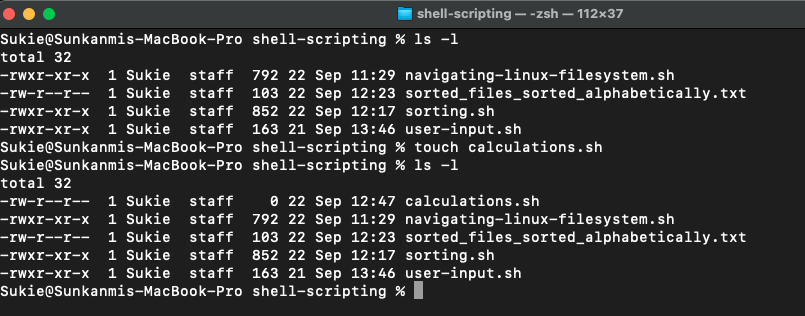 shell-scripting — -zsh — 112×37
Sukie@Sunkanmis-MacBook-Pro shell-scripting % ls -l
total 32
-rwxr-xr-x  1 Sukie  staff  792 22 Sep 11:29 navigating-linux-filesystem.sh
-rw-r--r--  1 Sukie  staff  103 22 Sep 12:23 sorted_files_sorted_alphabetically.txt
-rwxr-xr-x  1 Sukie  staff  852 22 Sep 12:17 sorting.sh
-rwxr-xr-x  1 Sukie  staff  163 21 Sep 13:46 user-input.sh
Sukie@Sunkanmis-MacBook-Pro shell-scripting % touch calculations.sh
Sukie@Sunkanmis-MacBook-Pro shell-scripting % ls -l
total 32
-rw-r--r--  1 Sukie  staff    0 22 Sep 12:47 calculations.sh
-rwxr-xr-x  1 Sukie  staff  792 22 Sep 11:29 navigating-linux-filesystem.sh
-rw-r--r--  1 Sukie  staff  103 22 Sep 12:23 sorted_files_sorted_alphabetically.txt
-rwxr-xr-x  1 Sukie  staff  852 22 Sep 12:17 sorting.sh
-rwxr-xr-x  1 Sukie  staff  163 21 Sep 13:46 user-input.sh
Sukie@Sunkanmis-MacBook-Pro shell-scripting %